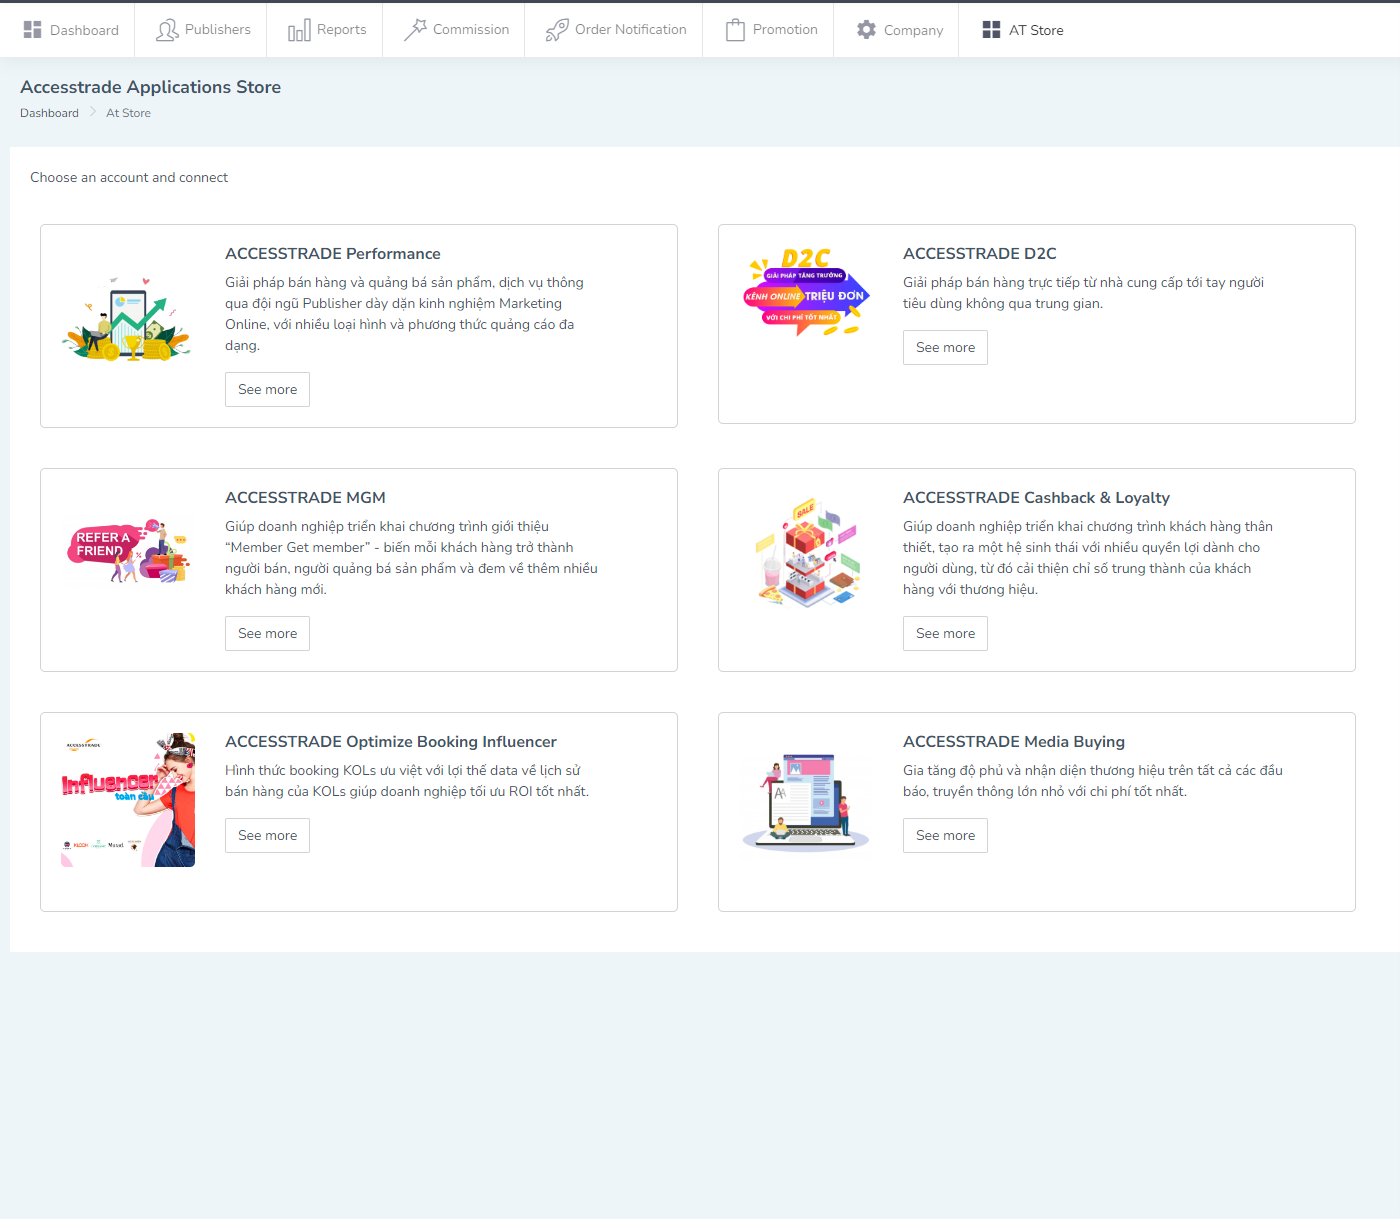 Dashboard
Publishers
Reports
Commission
Order Notification
Promotion
Company
AT Store
Accesstrade Applications Store
Dashboard
At Store
Choose an account and connect
ACCESSTRADE Performance
Giải pháp bán hàng và quảng bá sản phẩm, dịch vụ thông
qua đội ngũ Publisher dày dặn kinh nghiệm Marketing
Online, với nhiều loại hình và phương thức quảng cáo đa
dạng.
See more
D2C
GIẢI PHÁP TĂNG TRƯỞNG
KÊNH ONLINE TRIỆU ĐƠN
VỚI CHI PHÍ TỐT NHẤT
ACCESSTRADE D2C
Giải pháp bán hàng trực tiếp từ nhà cung cấp tới tay người
tiêu dùng không qua trung gian.
See more
REFER A
FRIEND
ACCESSTRADE MGM
Giúp doanh nghiệp triển khai chương trình giới thiệu
“Member Get member” - biến mỗi khách hàng trở thành
người bán, người quảng bá sản phẩm và đem về thêm nhiều
khách hàng mới.
See more
SALE
ACCESSTRADE Cashback & Loyalty
Giúp doanh nghiệp triển khai chương trình khách hàng thân
thiết, tạo ra một hệ sinh thái với nhiều quyền lợi dành cho
người dùng, từ đó cải thiện chỉ số trung thành của khách
hàng với thương hiệu.
See more
ACCESSTRADE
Influencer
toàn cầu
KLOOK
ACCESSTRADE Optimize Booking Influencer
Hình thức booking KOLs ưu việt với lợi thế data về lịch sử
bán hàng của KOLs giúp doanh nghiệp tối ưu ROI tốt nhất.
See more
ACCESSTRADE Media Buying
Gia tăng độ phủ và nhận diện thương hiệu trên tất cả các đầu
báo, truyền thông lớn nhỏ với chi phí tốt nhất.
See more